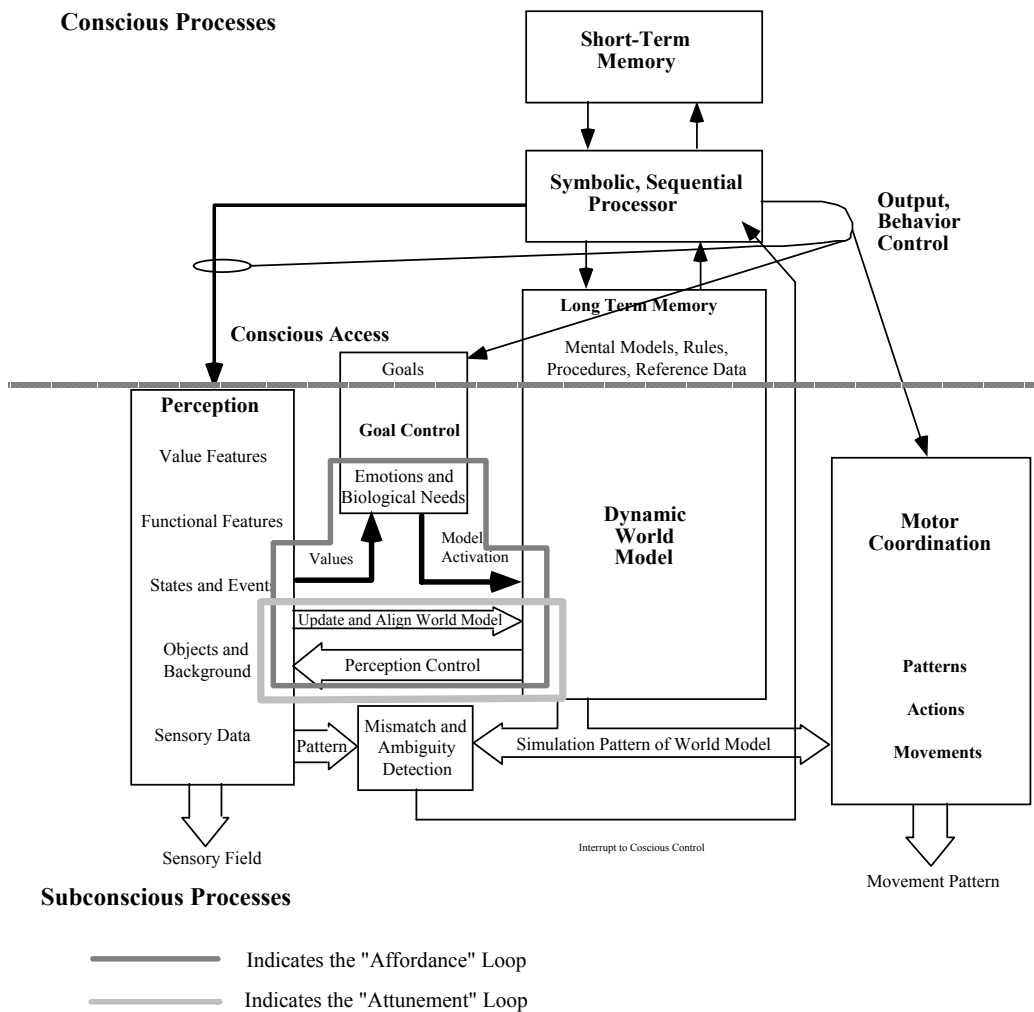 Conscious Processes
Short-Term
Memory
Symbolic, Sequential
Processor
Output,
Behavior
Control
Long Term Memory
Mental Models, Rules,
Procedures, Reference Data
Conscious Access
Goals
Goal Control
Emotions and
Biological Needs
Perception
Value Features
Functional Features
States and Events
Objects and
Background
Sensory Data
Values
Model
Activation
Update and Align World Model
Perception Control
Dynamic
World
Model
Motor
Coordination
Patterns
Actions
Movements
Pattern
Mismatch and
Ambiguity
Detection
Simulation Pattern of World Model
Interrupt to Coscious Control
Sensory Field
Movement Pattern
Subconscious Processes
Indicates the "Affordance" Loop
Indicates the "Attunement" Loop